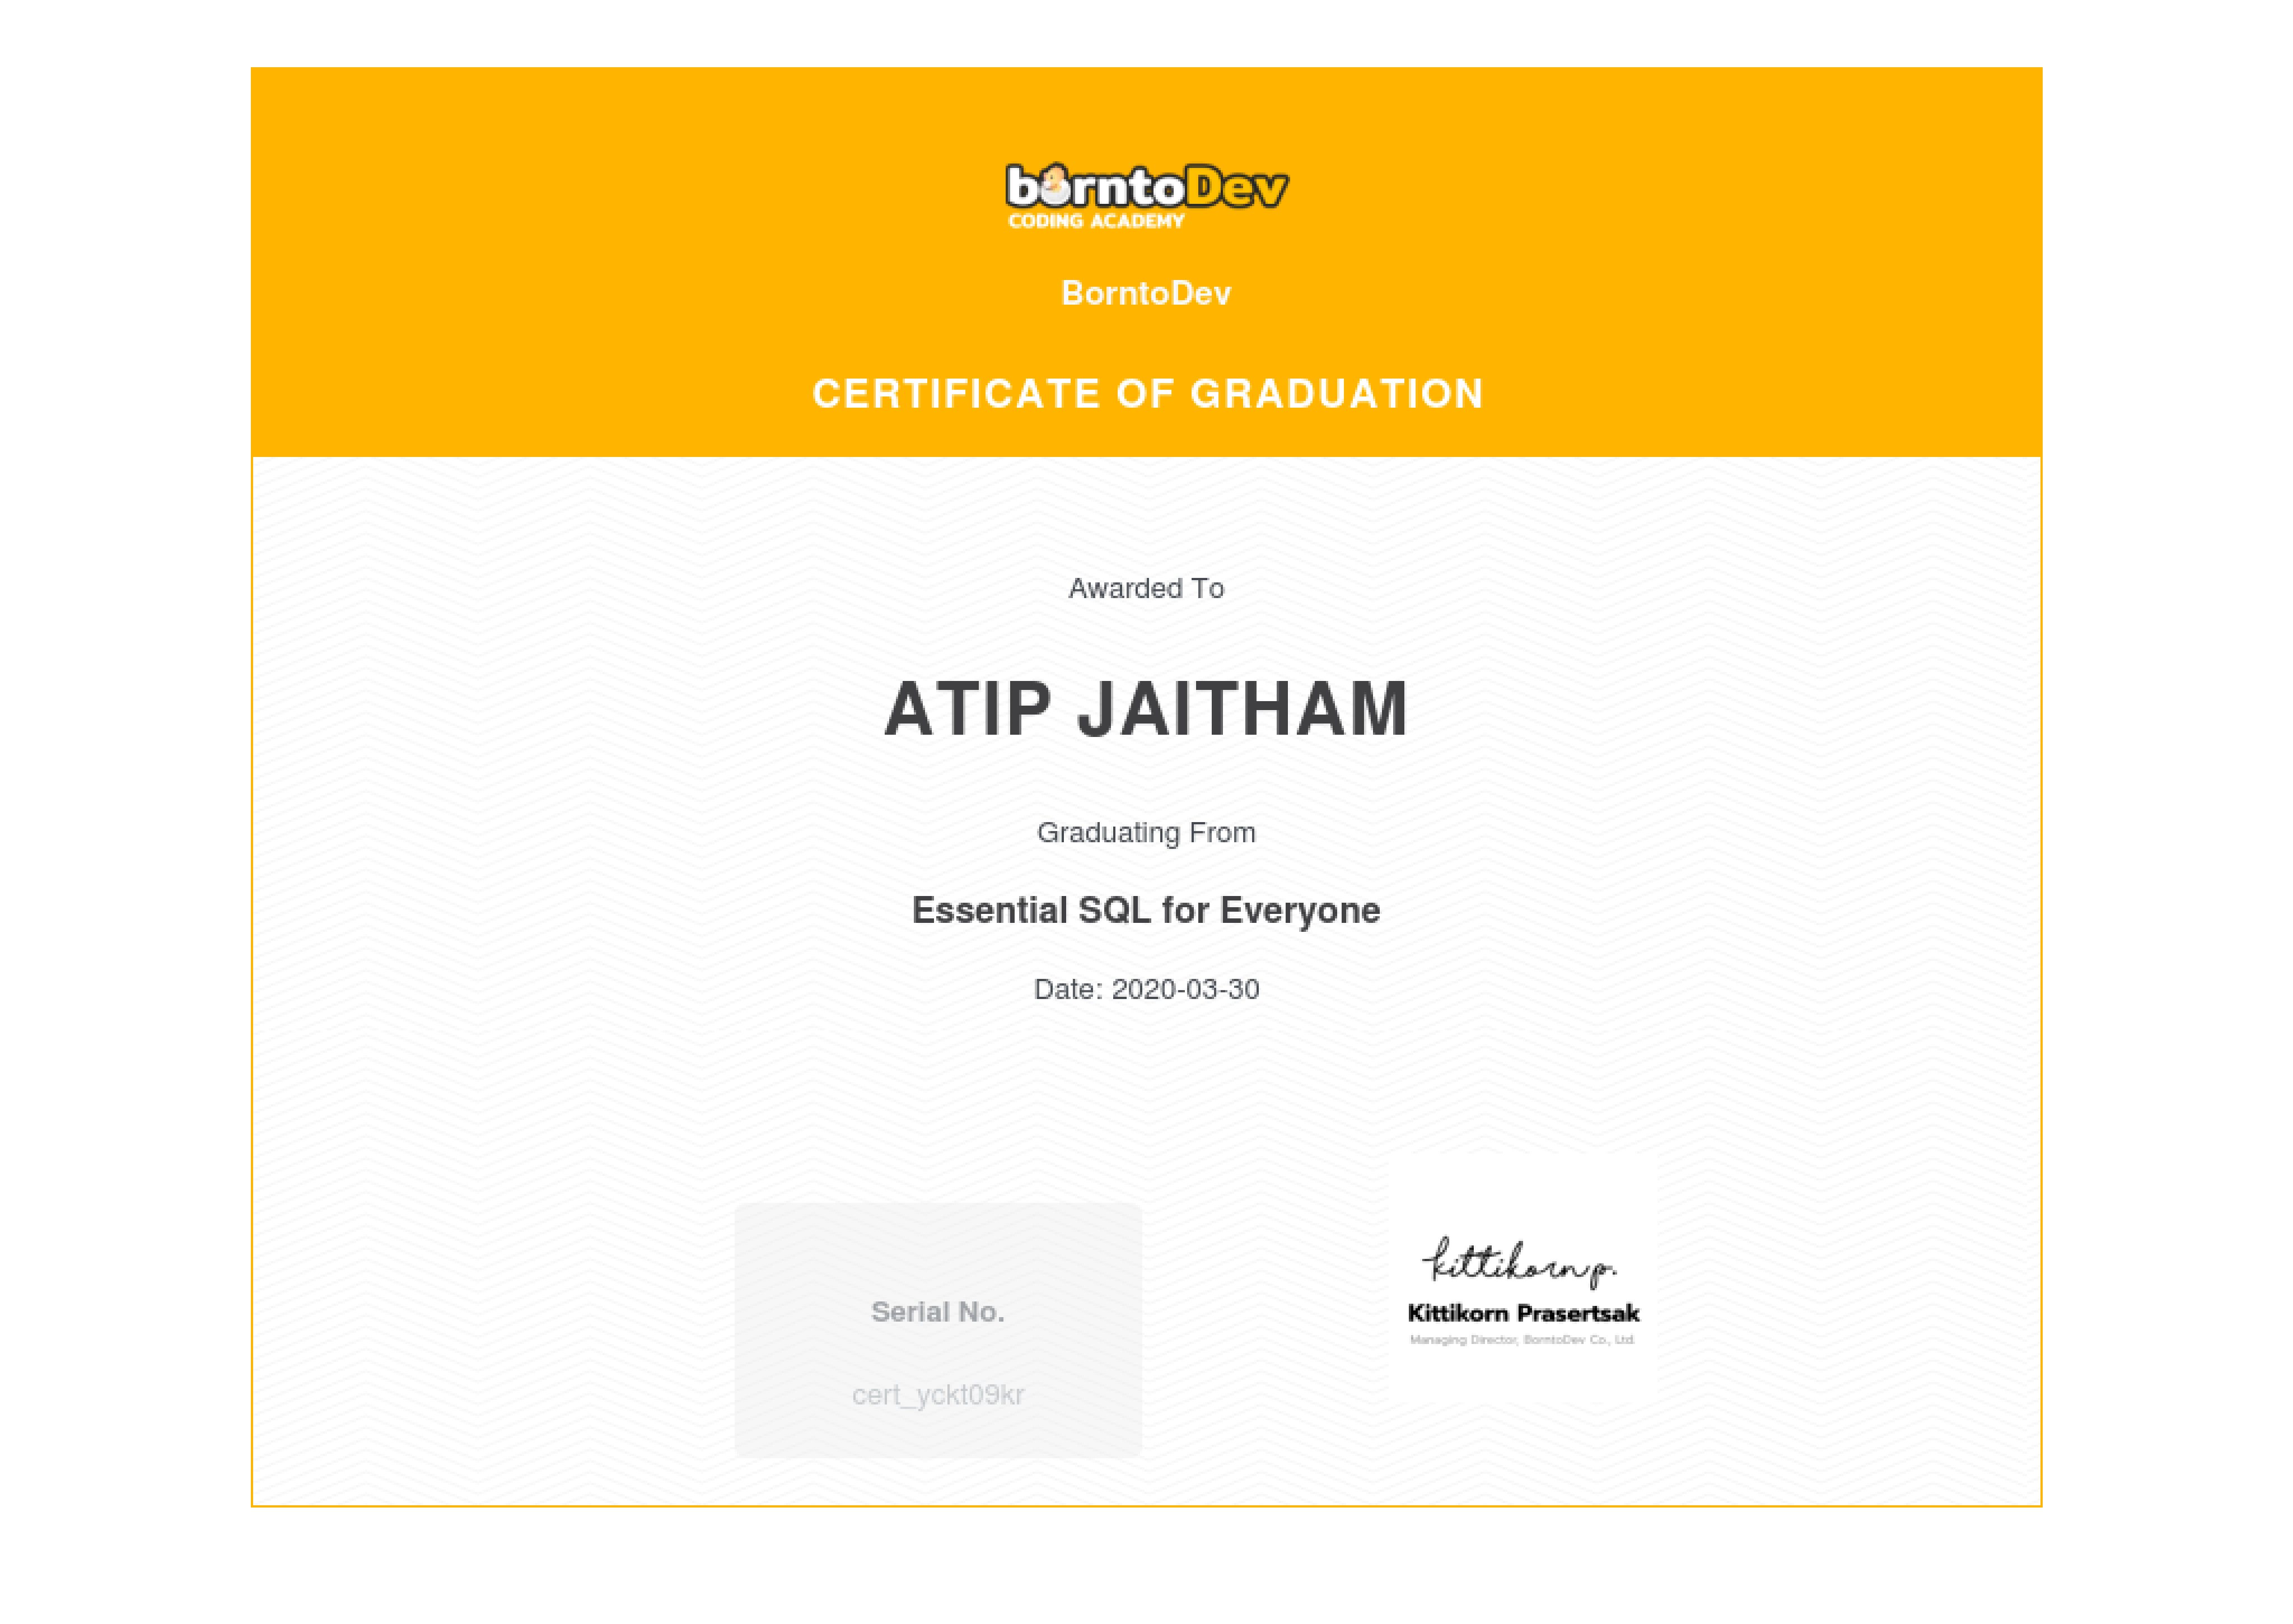 borntoDev
CODING ACADEMY
BorntoDev
CERTIFICATE OF GRADUATION
Awarded To
ATIP JAITHAM
Graduating From
Essential SQL for Everyone
Date: 2020-03-30
kittikorn p.
Kittikorn Prasertsak
Managing Director, BorntoDev Co., Ltd.
Serial No.
cert_yckt09kr